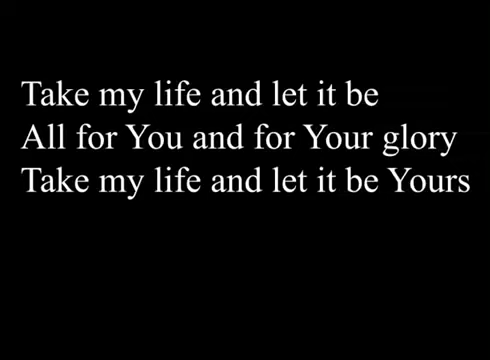 Take my life and let it be
All for You and for Your glory
Take my life and let it be Yours